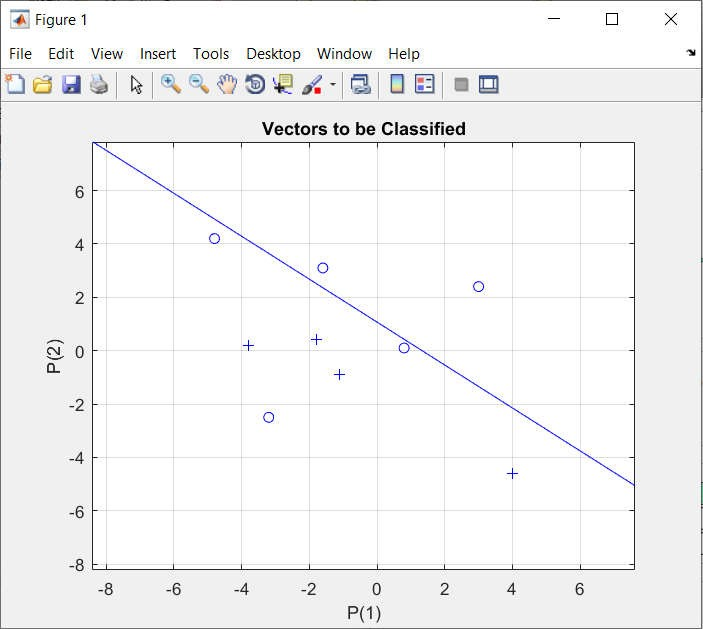 Figure 1
File Edit View Insert Tools Desktop Window Help
Vectors to be Classified
6
4
2
0
-2
-4
-6
-8
P(2)
-8 -6 -4 -2 0 2 4 6
P(1)